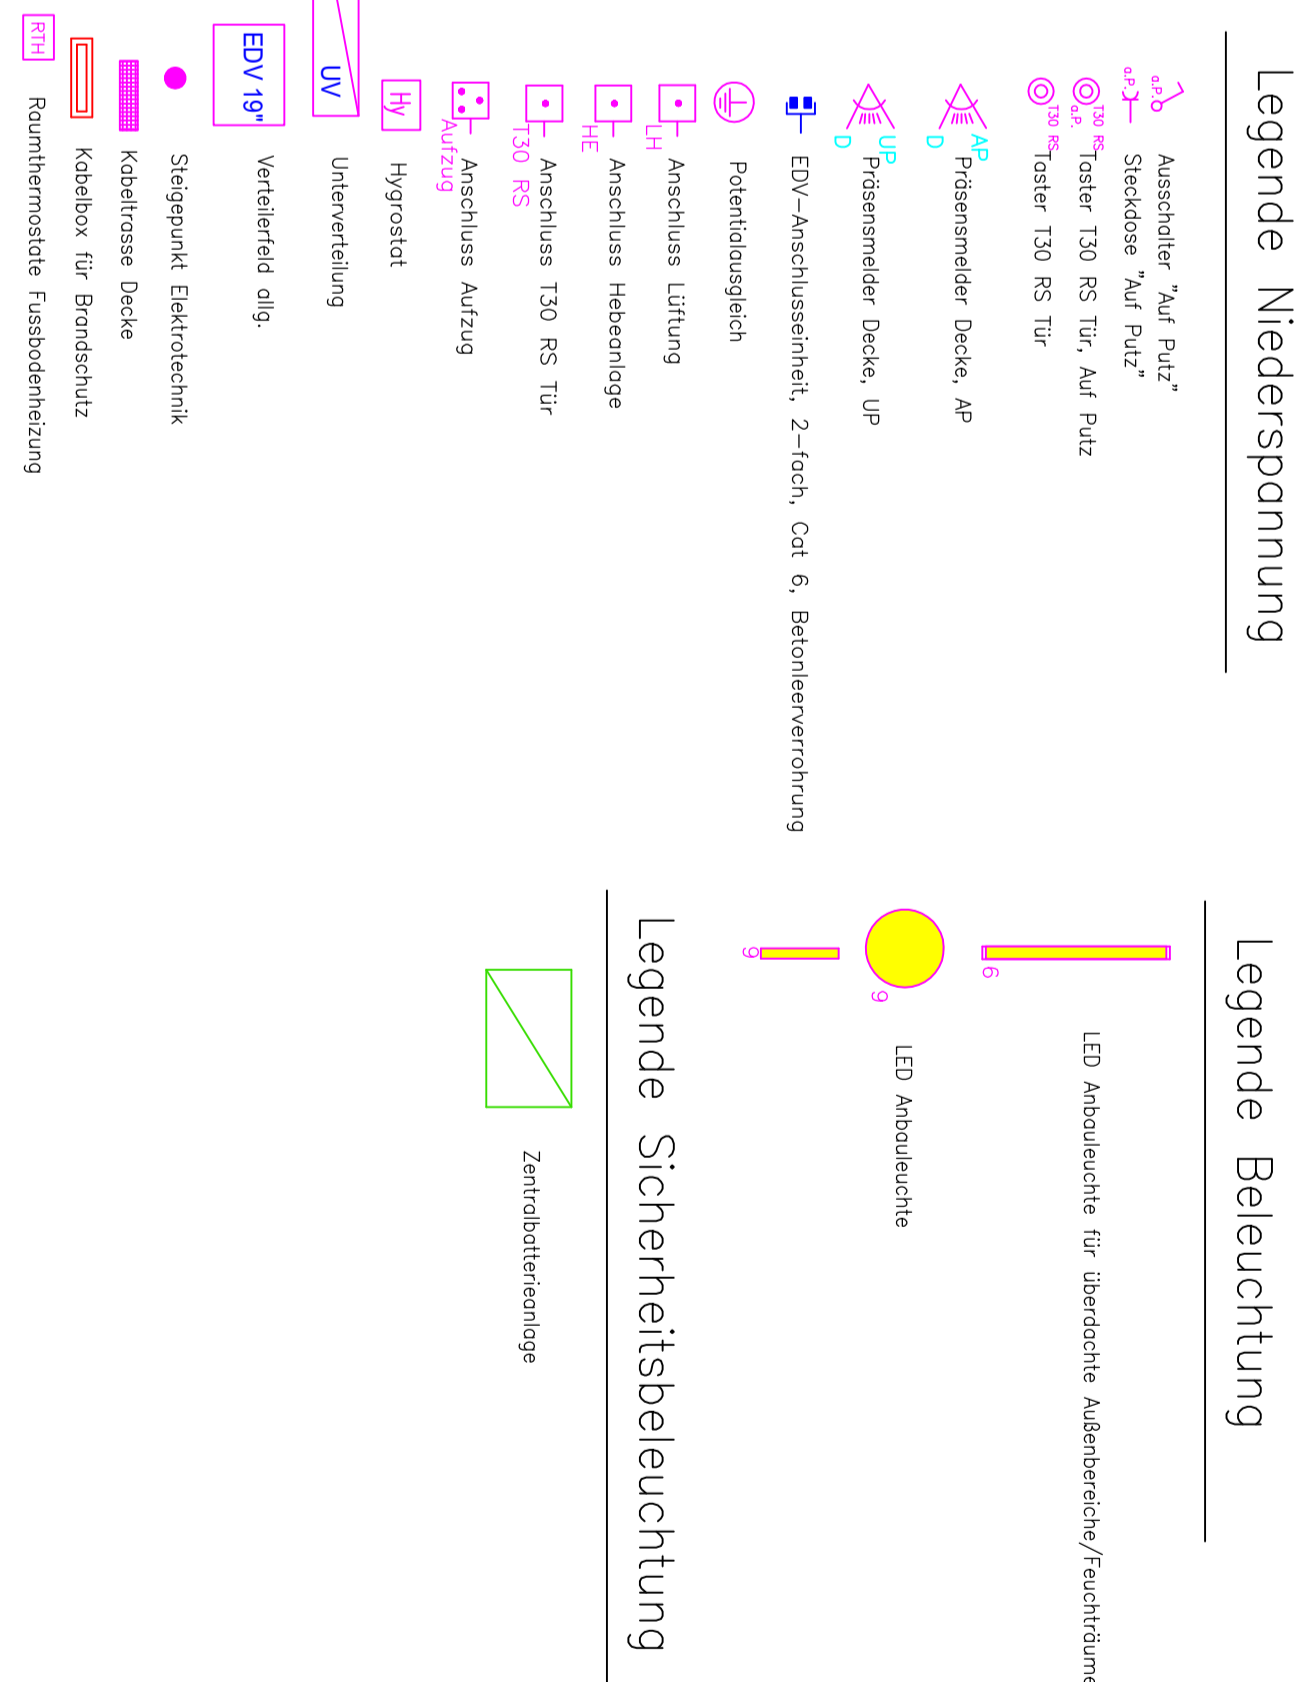 Legende Niederspannung
a.P.
Ausschalter "Auf Putz"
a.P.
Steckdose "Auf Putz"
T30 RS
a.P.
Taster T30 RS Tür, Auf Putz
T30 RS
Taster T30 RS Tür
AP
D
Präsensmelder Decke, AP
UP
D
Präsensmelder Decke, UP
EDV-Anschlusseinheit, 2-fach, Cat 6, Betonleerverrohrung
Potentialausgleich
LH
Anschluss Lüftung
HE
Anschluss Hebeanlage
T30 RS
Anschluss T30 RS Tür
Aufzug
Anschluss Aufzug
Hy
Hygrostat
UV
Unterverteilung
EDV 19"
Verteilerfeld allg.
Steigepunkt Elektrotechnik
Kabeltrasse Decke
Kabelbox für Brandschutz
RTH
Raumthermostate Fussbodenheizung
Legende Beleuchtung
6
LED Anbauleuchte für überdachte Außenbereiche/Feuchträume
9
LED Anbauleuchte
9
Legende Sicherheitsbeleuchtung
Zentralbatterieanlage